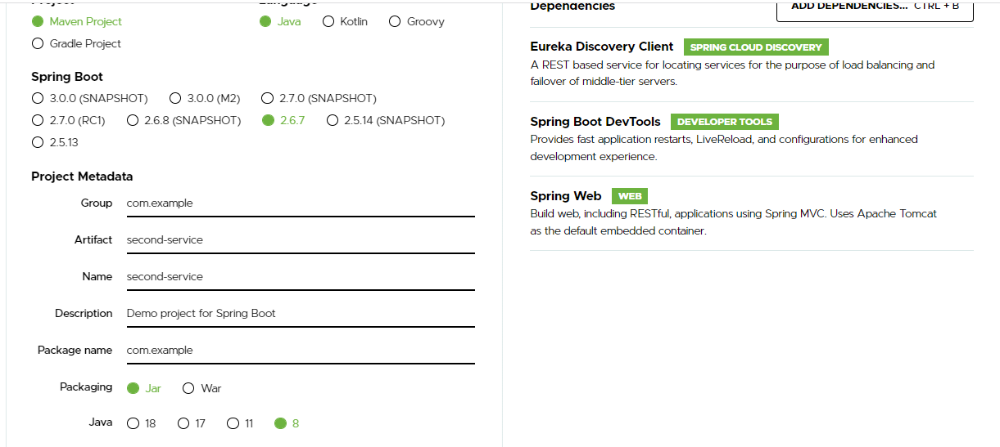 Project
Language
Maven Project
Java
Kotlin
Groovy
Gradle Project
Spring Boot
3.0.0 (SNAPSHOT)
3.0.0 (M2)
2.7.0 (SNAPSHOT)
2.7.0 (RC1)
2.6.8 (SNAPSHOT)
2.6.7
2.5.14 (SNAPSHOT)
2.5.13
Project Metadata
Group com.example
Artifact second-service
Name second-service
Description Demo project for Spring Boot
Package name com.example
Packaging Jar War
Java 18 17 11 8
Dependencies
ADD DEPENDENCIES... CTRL + B
Eureka Discovery Client SPRING CLOUD DISCOVERY
A REST based service for locating services for the purpose of load balancing and
failover of middle-tier servers.
Spring Boot DevTools DEVELOPER TOOLS
Provides fast application restarts, LiveReload, and configurations for enhanced
development experience.
Spring Web WEB
Build web, including RESTful, applications using Spring MVC. Uses Apache Tomcat
as the default embedded container.